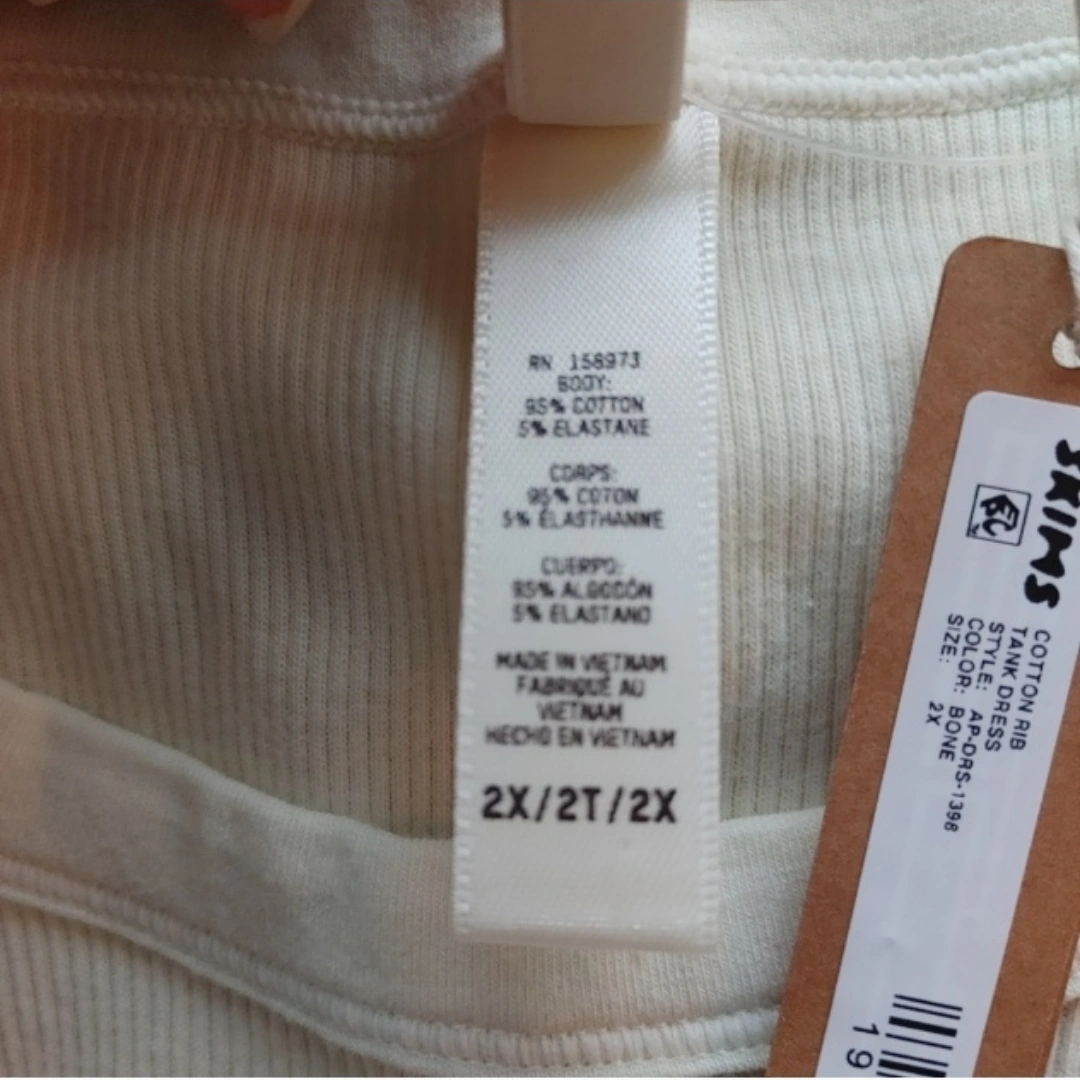 RN 158973
BODY:
95% COTTON
5% ELASTANE
CORPS:
95% COTON
5% ÉLASTHANNE
CUERPO:
95% ALGODÓN
5% ELASTANO
MADE IN VIETNAM
FABRIQUÉ AU
VIETNAM
HECHO EN VIETNAM
2X/2T/2X
SKIMS
COTTON RIB
TANK DRESS
STYLE: AP-DRS-1398
COLOR: BONE
SIZE: 2X
19